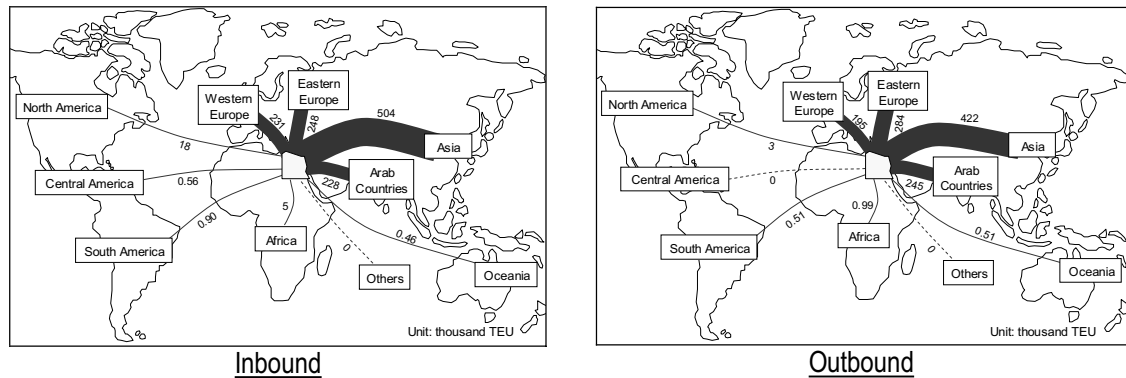 Eastern
Europe
Western
Europe
North America
231
248
504
Asia
18
Central America
0.56
228
Arab
Countries
0.90
5
South America
Africa
0
0.46
Others
Oceania
Unit: thousand TEU
Inbound
Eastern
Europe
Western
Europe
North America
195
284
422
Asia
3
Central America
0
245
Arab
Countries
0.51
0.99
South America
Africa
0
0.51
Others
Oceania
Unit: thousand TEU
Outbound